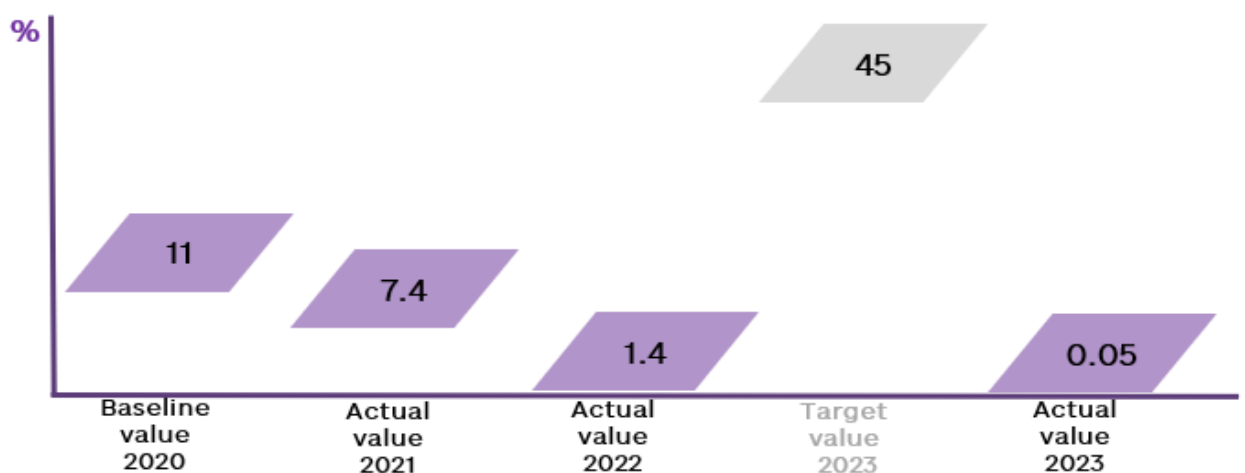 %
45
11
7.4
1.4
0.05
Baseline
value
2020
Actual
value
2021
Actual
value
2022
Target
value
2023
Actual
value
2023